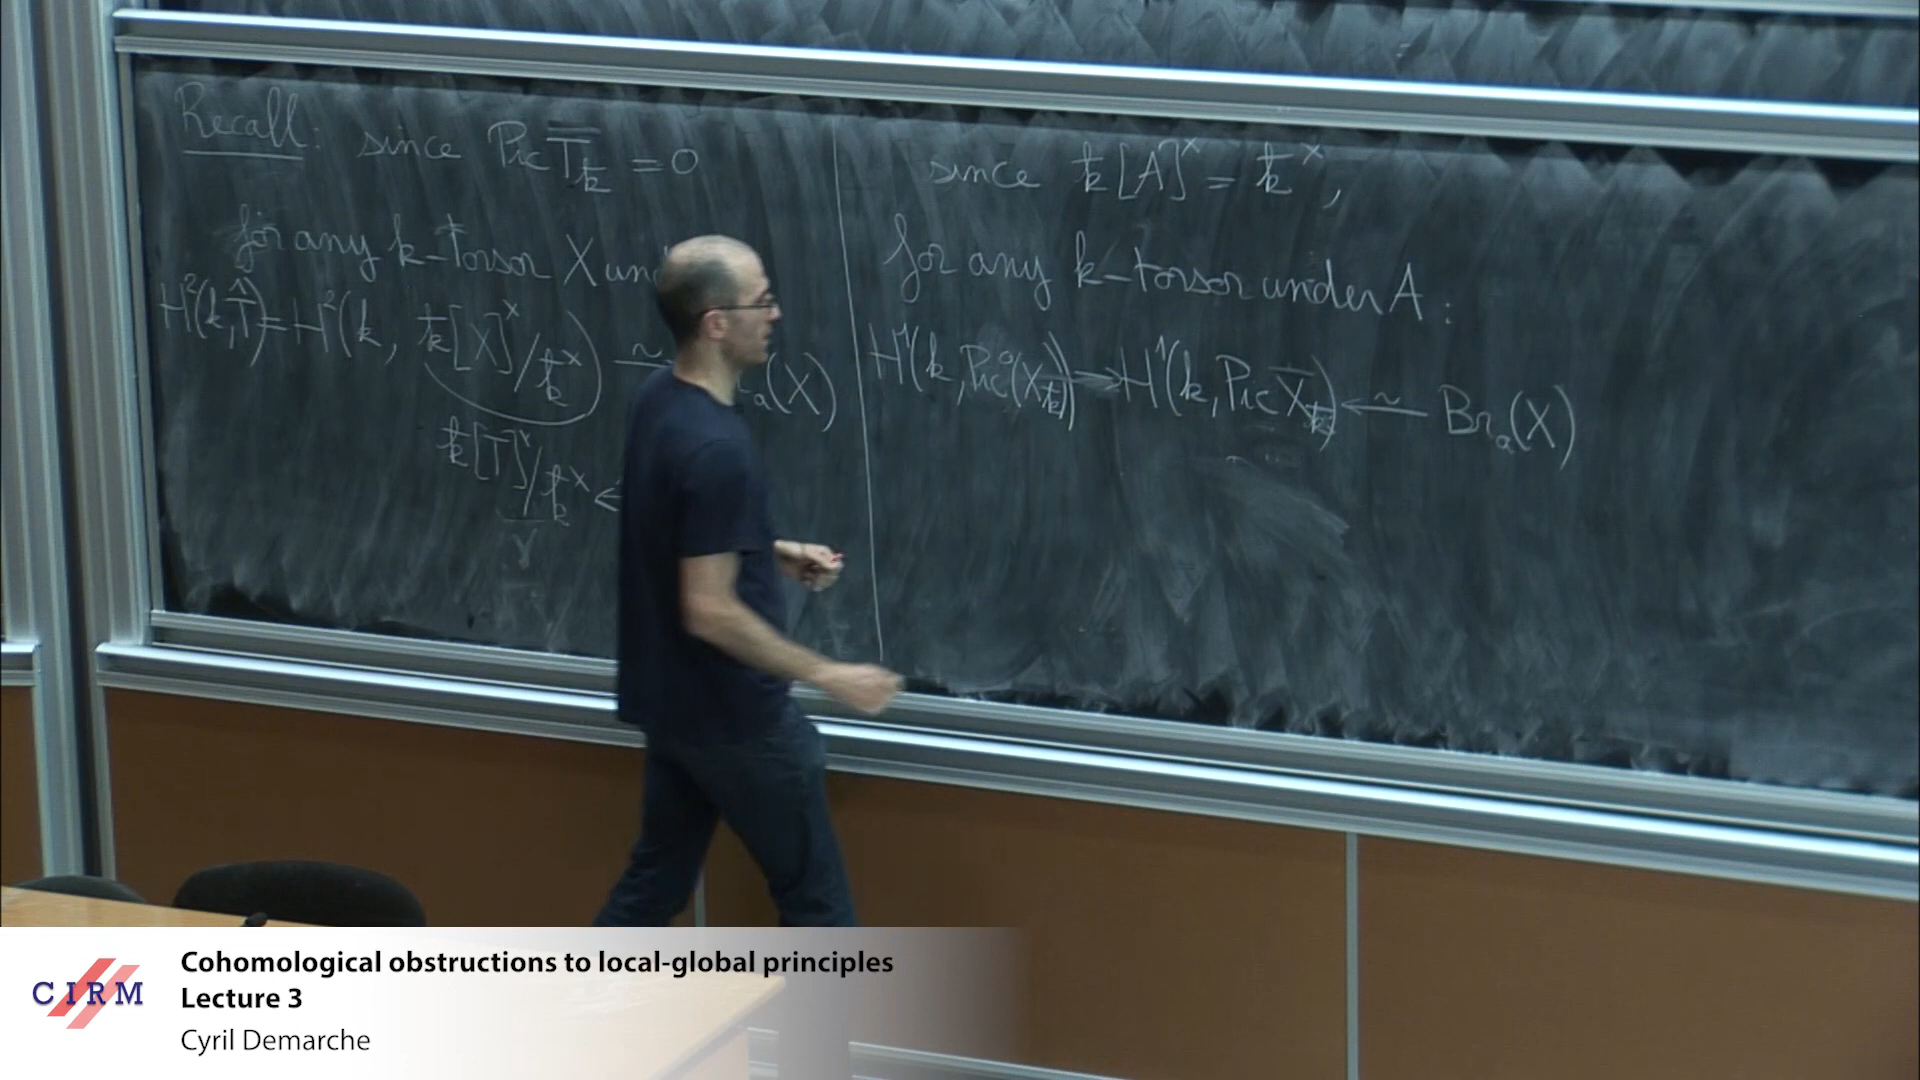 Recall: since Pic T̄_k̄ = 0
for any k-torsor X un
H²(k, T̂) = H²(k, k̄[X]^× / k̄^×) ⥲ _a(X)
k̄[T]^× / k̄^× ←
since k̄[A]^× = k̄^×,
for any k-torsor under A:
H¹(k, Pic⁰(X_k̄)) → H¹(k, Pic X̄_k̄) ⥳ Br_a(X)
CIRM
Cohomological obstructions to local-global principles
Lecture 3
Cyril Demarche